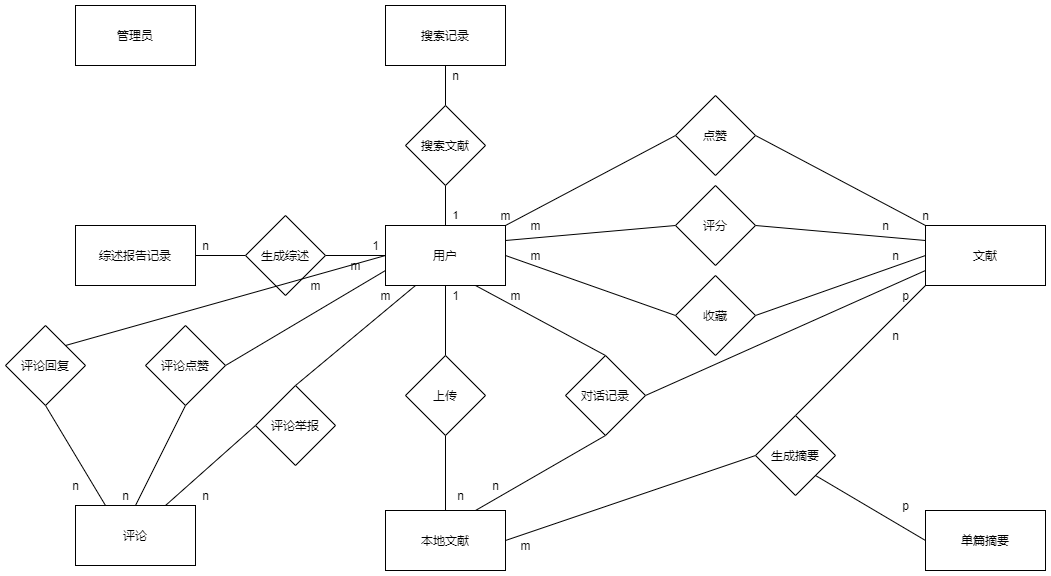 管理员
搜索记录
n
点赞
搜索文献
1
m
n
m
评分
n
综述报告记录
n
生成综述
1
用户
m
n
文献
m
m
m
1
m
p
收藏
n
评论回复
评论点赞
上传
对话记录
评论举报
生成摘要
n
n
n
n
n
p
评论
本地文献
m
单篇摘要